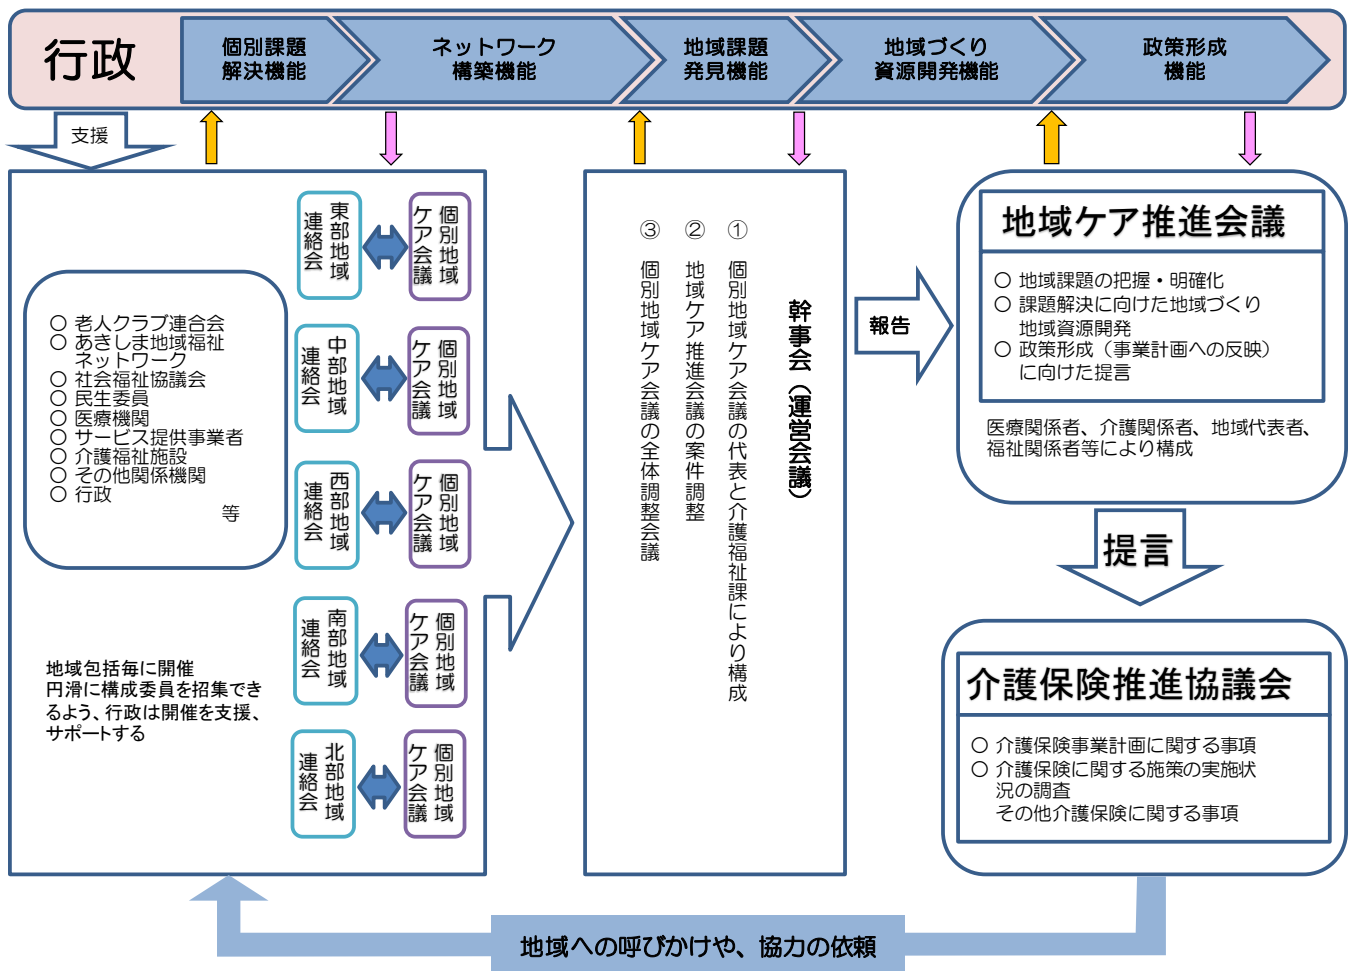 行政
個別課題
解決機能
ネットワーク
構築機能
地域課題
発見機能
地域づくり
資源開発機能
政策形成
機能
支援
〇 老人クラブ連合会
〇 あきしま地域福祉
ネットワーク
〇 社会福祉協議会
〇 民生委員
〇 医療機関
〇 サービス提供事業者
〇 介護福祉施設
〇 その他関係機関
〇 行政
等
東部地域
連絡会
個別地域
ケア会議
中部地域
連絡会
個別地域
ケア会議
西部地域
連絡会
個別地域
ケア会議
南部地域
連絡会
個別地域
ケア会議
北部地域
連絡会
個別地域
ケア会議
地域包括毎に開催
円滑に構成委員を招集でき
るよう、行政は開催を支援、
サポートする
幹事会（運営会議）
① 個別地域ケア会議の代表と介護福祉課により構成
② 地域ケア推進会議の案件調整
③ 個別地域ケア会議の全体調整会議
報告
地域ケア推進会議
〇 地域課題の把握・明確化
〇 課題解決に向けた地域づくり
地域資源開発
〇 政策形成（事業計画への反映）
に向けた提言
医療関係者、介護関係者、地域代表者、
福祉関係者等により構成
提言
介護保険推進協議会
〇 介護保険事業計画に関する事項
〇 介護保険に関する施策の実施状
況の調査
その他介護保険に関する事項
地域への呼びかけや、協力の依頼